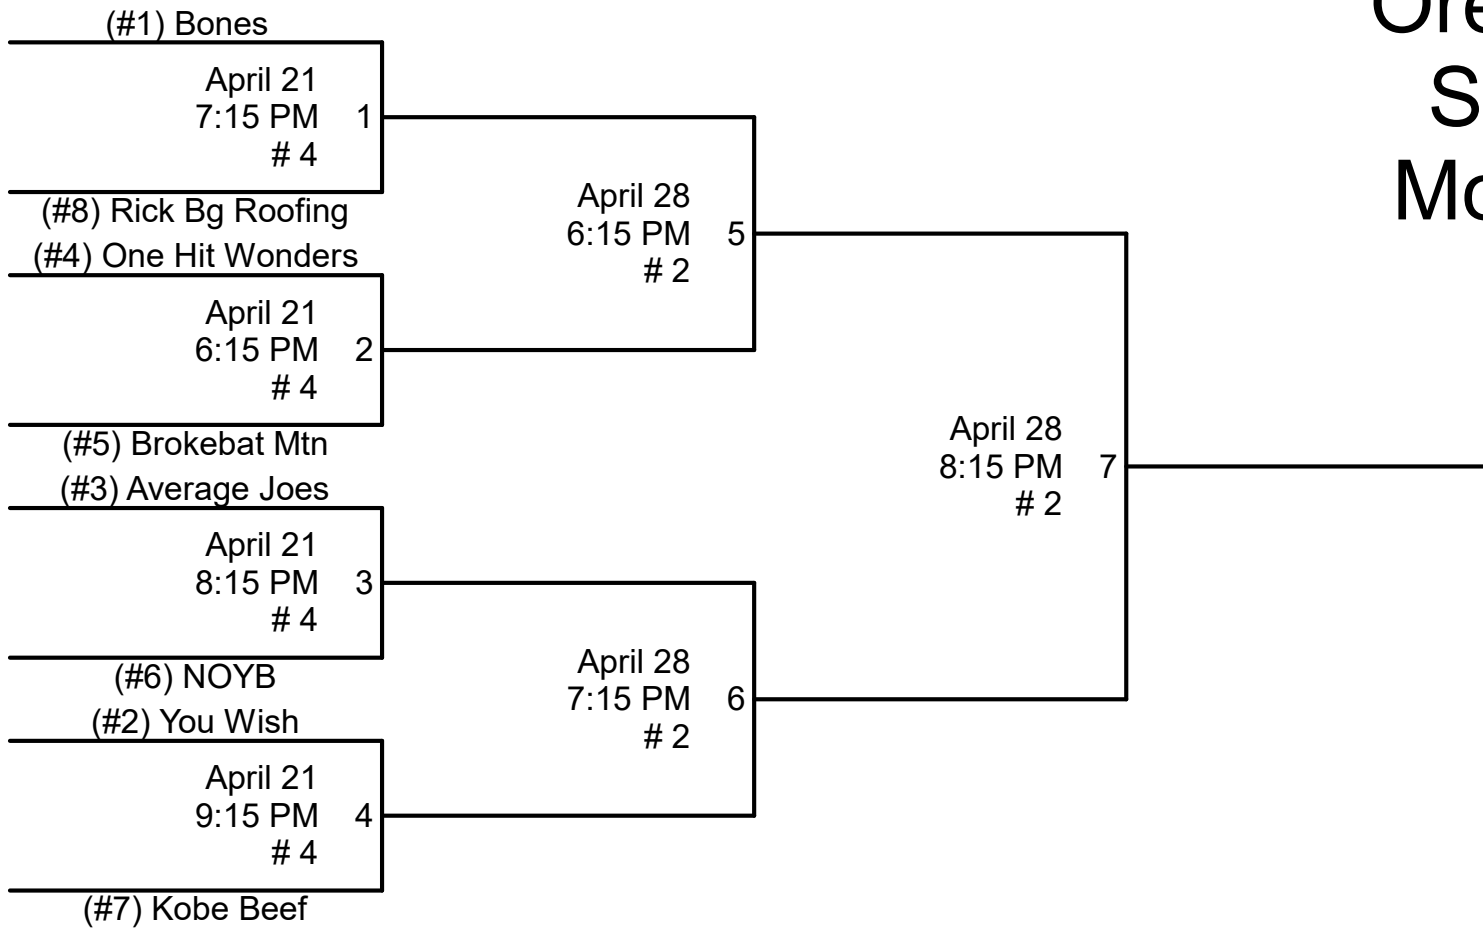 (#1) Bones
April 21
7:15 PM 1
# 4
(#8) Rick Bg Roofing
(#4) One Hit Wonders
April 21
6:15 PM 2
# 4
(#5) Brokebat Mtn
(#3) Average Joes
April 21
8:15 PM 3
# 4
(#6) NOYB
(#2) You Wish
April 21
9:15 PM 4
# 4
(#7) Kobe Beef
April 28
6:15 PM 5
# 2
April 28
7:15 PM 6
# 2
April 28
8:15 PM 7
# 2